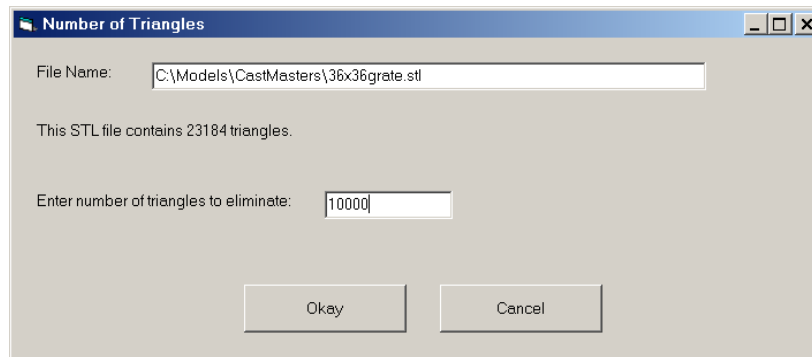 Number of Triangles
File Name: C:\Models\CastMasters\36x36grate.stl
This STL file contains 23184 triangles.
Enter number of triangles to eliminate: 10000
Okay Cancel